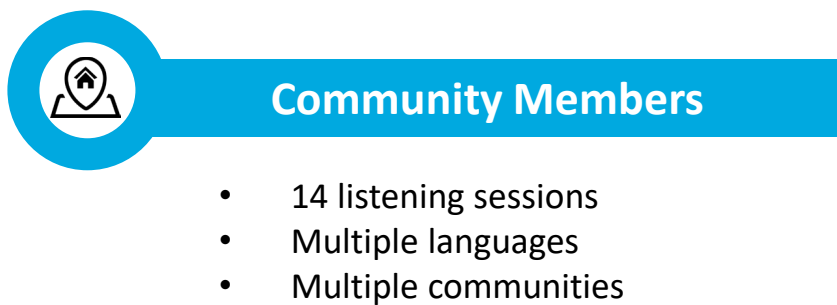 Community Members
• 14 listening sessions
• Multiple languages
• Multiple communities